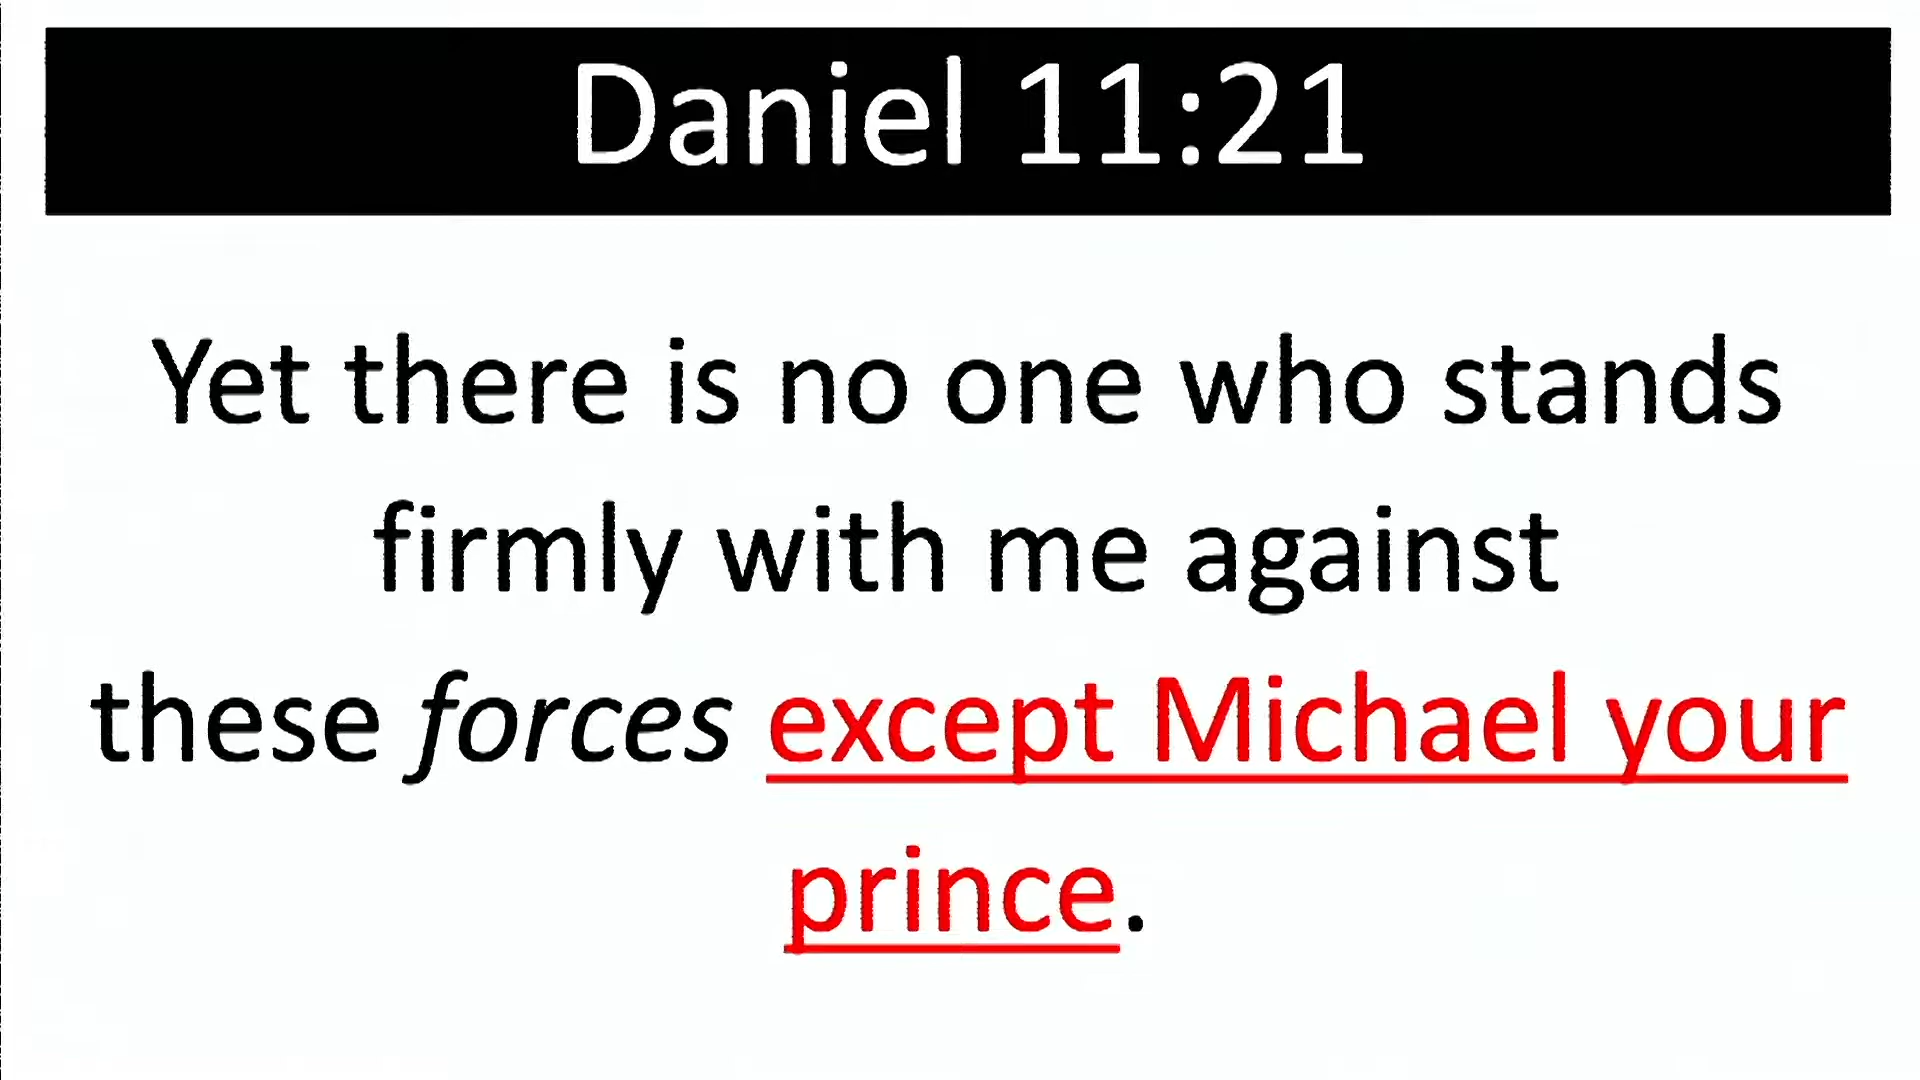 Daniel 11:21
Yet there is no one who stands
firmly with me against
these forces except Michael your
prince.